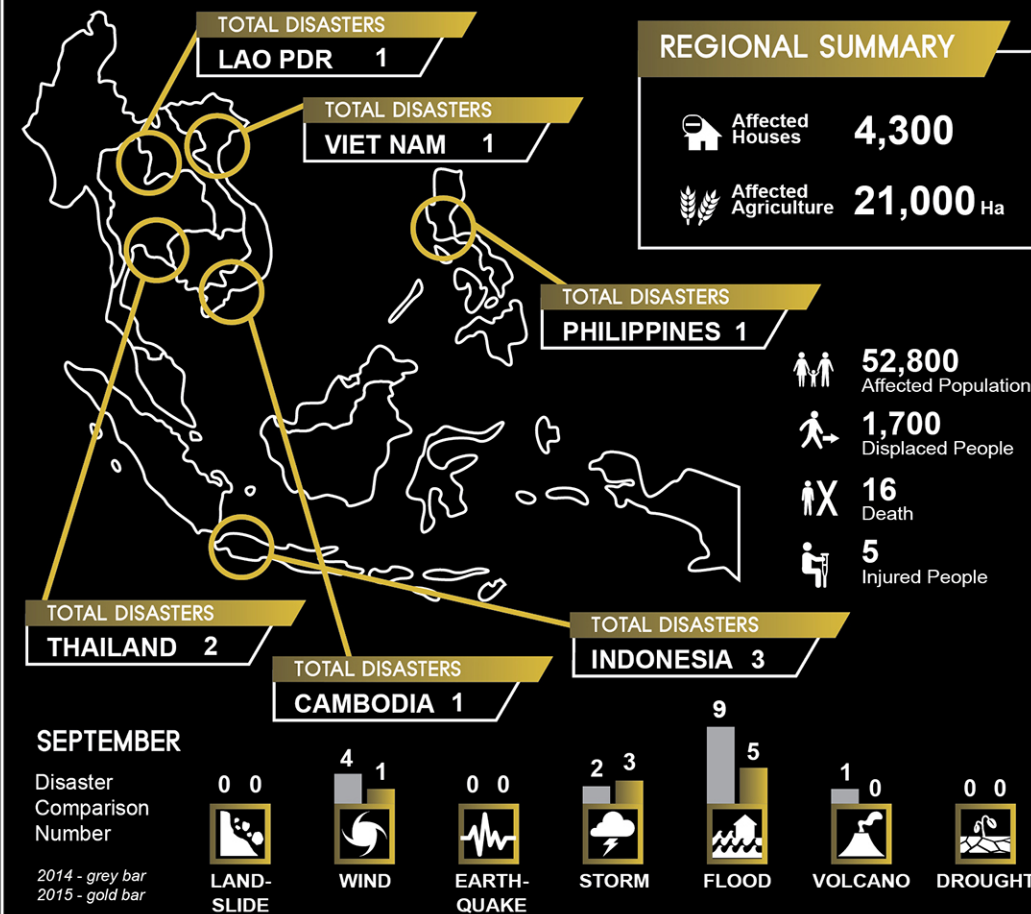 TOTAL DISASTERS
LAO PDR 1
TOTAL DISASTERS
VIET NAM 1
REGIONAL SUMMARY
Affected
Houses
4,300
Affected
Agriculture
21,000 Ha
TOTAL DISASTERS
PHILIPPINES 1
52,800
Affected Population
1,700
Displaced People
16
Death
5
Injured People
TOTAL DISASTERS
THAILAND 2
TOTAL DISASTERS
CAMBODIA 1
TOTAL DISASTERS
INDONESIA 3
SEPTEMBER
Disaster
Comparison
Number
2014 - grey bar
2015 - gold bar
0 0
LAND-
SLIDE
4 1
WIND
0 0
EARTH-
QUAKE
2 3
STORM
9 5
FLOOD
1 0
VOLCANO
0 0
DROUGHT